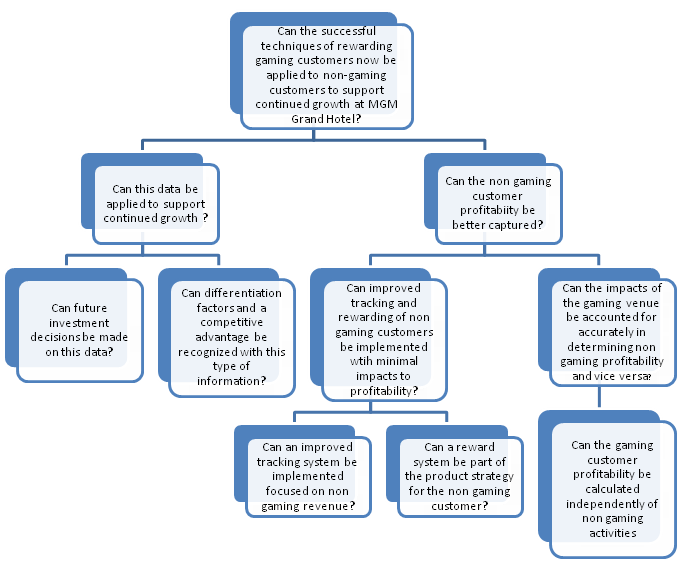 Can the successful
techniques of rewarding
gaming customers now be
applied to non-gaming
customers to support
continued growth at MGM
Grand Hotel?
Can this data be
applied to support
continued growth ?
Can the non gaming
customer
profitabiity be
better captured?
Can future
investment
decisions be made
on this data?
Can differentiation
factors and a
competitive
advantage be
recognized with this
type of
information?
Can improved
tracking and
rewarding of non
gaming customers
be implemented
wtih minimal
impacts to
profitability?
Can the impacts of
the gaming venue
be accounted for
accurately in
determining non
gaming profitability
and vice versa?
Can an improved
tracking system be
implemented
focused on non
gaming revenue?
Can a reward
system be part of
the product strategy
for the non gaming
customer?
Can the gaming
customer
profitability be
calculated
independently of
non gaming
activities